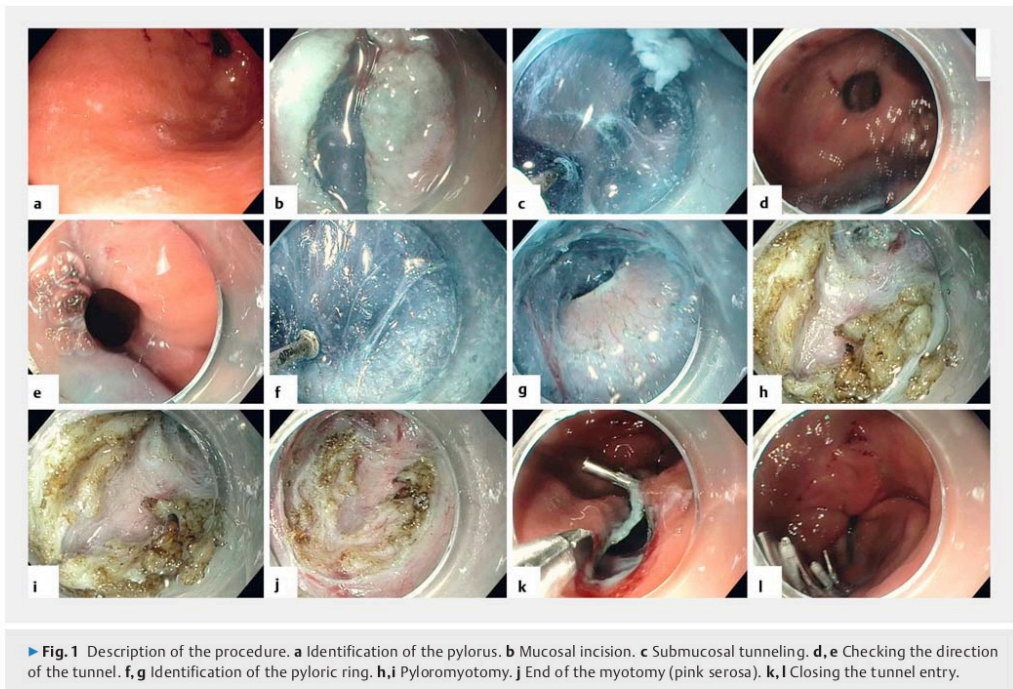 a
b
c
d
e
f
g
h
i
j
k
l
▶ Fig. 1 Description of the procedure. a Identification of the pylorus. b Mucosal incision. c Submucosal tunneling. d, e Checking the direction
of the tunnel. f, g Identification of the pyloric ring. h,i Pyloromyotomy. j End of the myotomy (pink serosa). k, l Closing the tunnel entry.